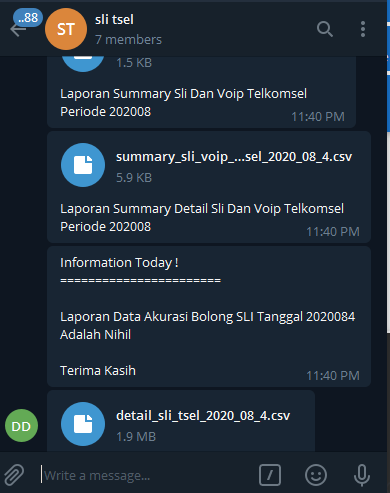 ..88
ST
sli tsel
7 members
1.5 KB
Laporan Summary Sli Dan Voip Telkomsel
Periode 202008
11:40 PM
summary_sli_voip_...sel_2020_08_4.csv
5.9 KB
Laporan Summary Detail Sli Dan Voip Telkomsel
Periode 202008
11:40 PM
Information Today !
=======================
Laporan Data Akurasi Bolong SLI Tanggal 2020084
Adalah Nihil
Terima Kasih
11:40 PM
DD
detail_sli_tsel_2020_08_4.csv
1.9 MB
Write a message...